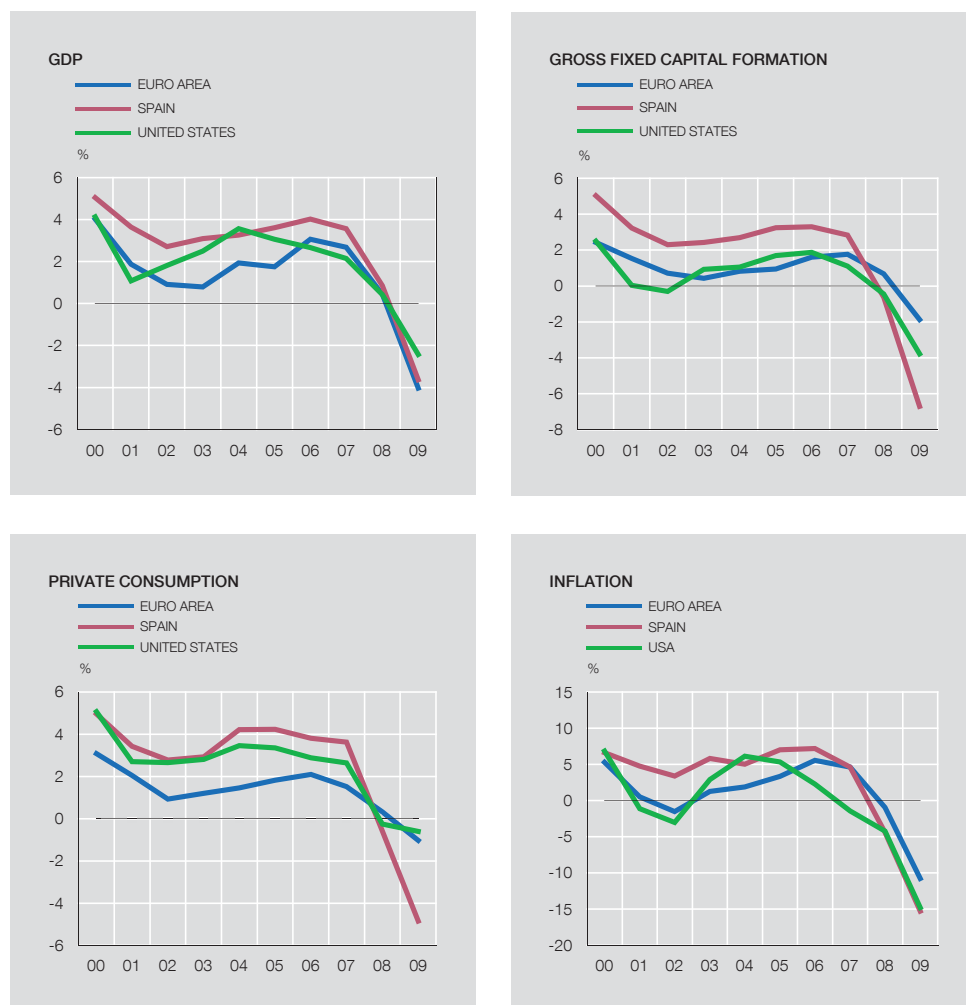 GDP
EURO AREA
SPAIN
UNITED STATES
%
6
4
2
0
-2
-4
-6
00 01 02 03 04 05 06 07 08 09
GROSS FIXED CAPITAL FORMATION
EURO AREA
SPAIN
UNITED STATES
%
6
4
2
0
-2
-4
-6
-8
00 01 02 03 04 05 06 07 08 09
PRIVATE CONSUMPTION
EURO AREA
SPAIN
UNITED STATES
%
6
4
2
0
-2
-4
-6
00 01 02 03 04 05 06 07 08 09
INFLATION
EURO AREA
SPAIN
USA
%
15
10
5
0
-5
-10
-15
-20
00 01 02 03 04 05 06 07 08 09